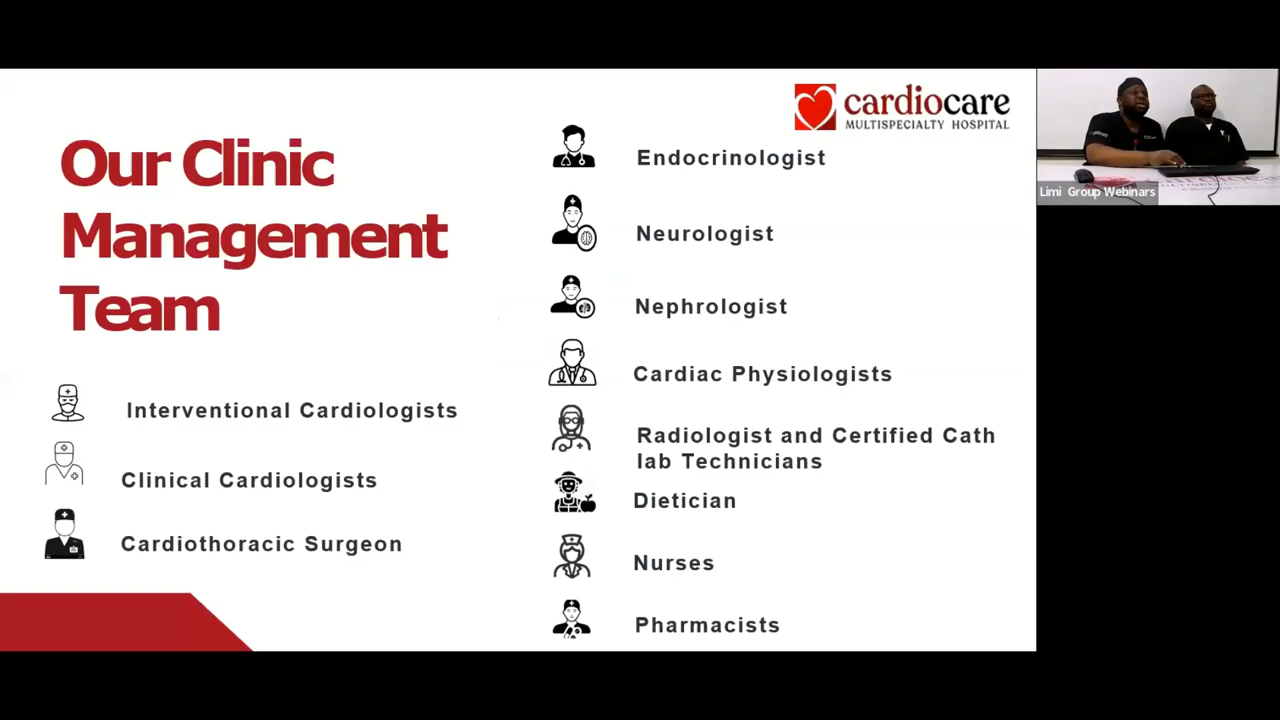 cardiocare
MULTISPECIALTY HOSPITAL
Our Clinic
Management
Team
Interventional Cardiologists
Clinical Cardiologists
Cardiothoracic Surgeon
Endocrinologist
Neurologist
Nephrologist
Cardiac Physiologists
Radiologist and Certified Cath
lab Technicians
Dietician
Nurses
Pharmacists
Limi Group Webinars